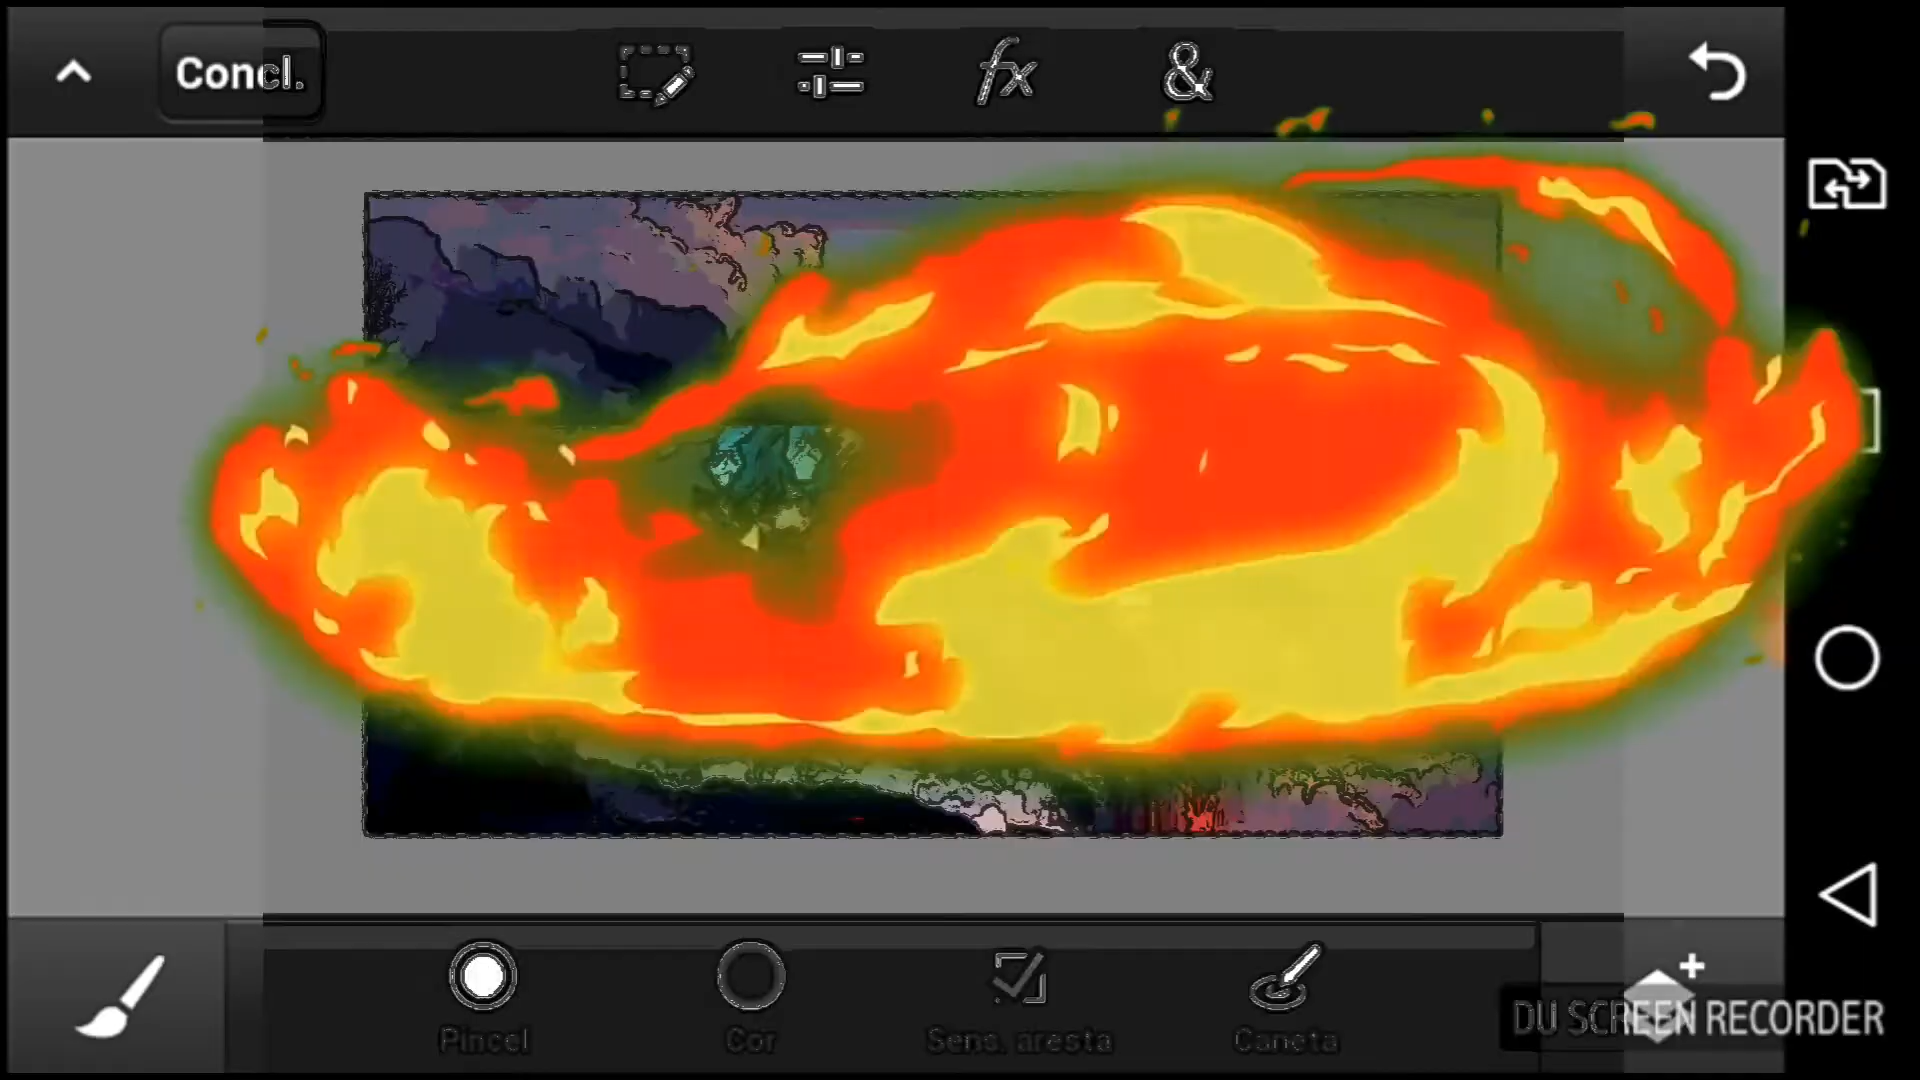 Concl.
fx
&
Pincel
Cor
Sens. aresta
Caneta
DU SCREEN RECORDER